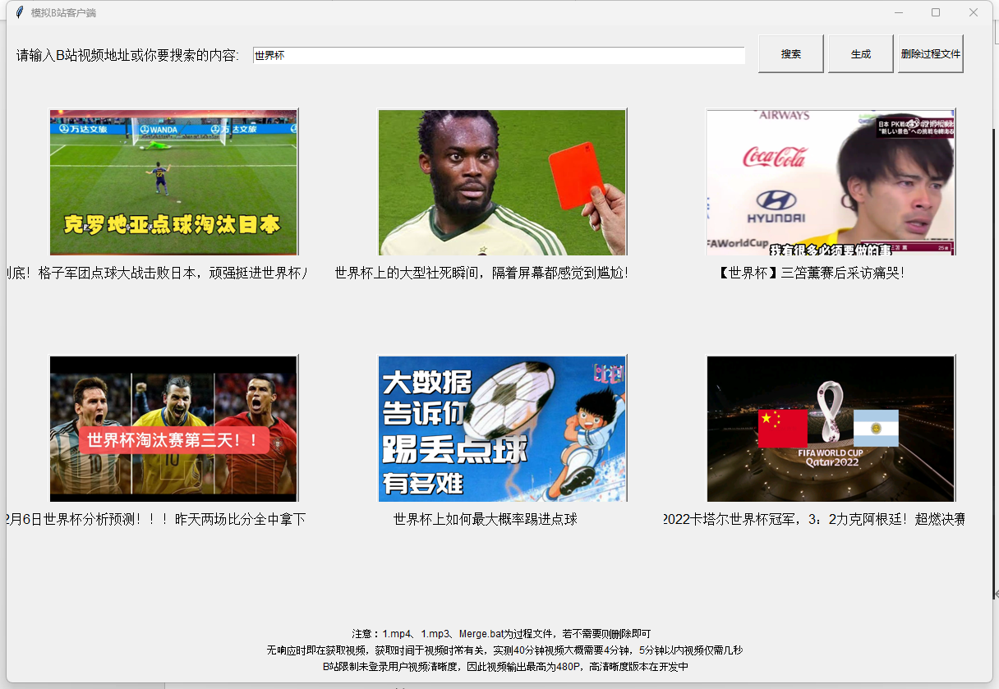 模拟B站客户端
请输入B站视频地址或你要搜索的内容:
世界杯
搜索
生成
删除过程文件
万达文旅
WANDA
万达文旅
克罗地亚点球淘汰日本
AIRWAYS
Coca-Cola
HYUNDAI
FAWorldCup
我有很多必须要做的事
到底！格子军团点球大战击败日本，顽强挺进世界杯八
世界杯上的大型社死瞬间，隔着屏幕都感觉到尴尬！
【世界杯】三笘薰赛后采访痛哭！
10
10
世界杯淘汰赛第三天！！
大数据
告诉你
踢丢点球
有多难
FIFA WORLD CUP
Qatar2022
2月6日世界杯分析预测！！！昨天两场比分全中拿下
世界杯上如何最大概率踢进点球
2022卡塔尔世界杯冠军，3：2力克阿根廷！超燃决赛
注意：1.mp4、1.mp3、Merge.bat为过程文件，若不需要则删除即可
无响应时即在获取视频，获取时间于视频时常有关，实测40分钟视频大概需要4分钟，5分钟以内视频仅需几秒
B站限制未登录用户视频清晰度，因此视频输出最高为480P，高清晰度版本在开发中